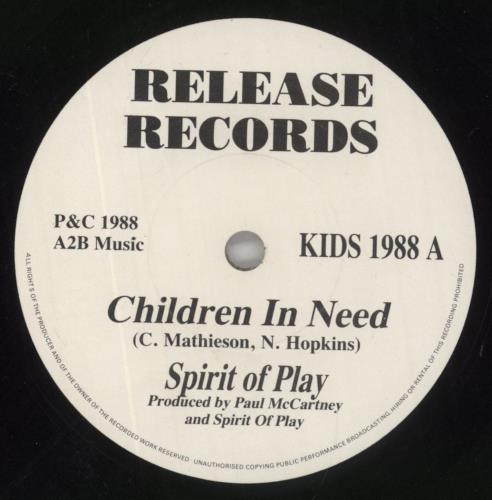 RELEASE
RECORDS
P&C 1988
A2B Music
KIDS 1988 A
Children In Need
(C. Mathieson, N. Hopkins)
Spirit of Play
Produced by Paul McCartney
and Spirit Of Play
ALL RIGHTS OF THE PRODUCER AND OF THE OWNER OF THE RECORDED WORK RESERVED · UNAUTHORISED COPYING PUBLIC PERFORMANCE BROADCASTING, HIRING OR RENTAL OF THIS RECORDING PROHIBITED